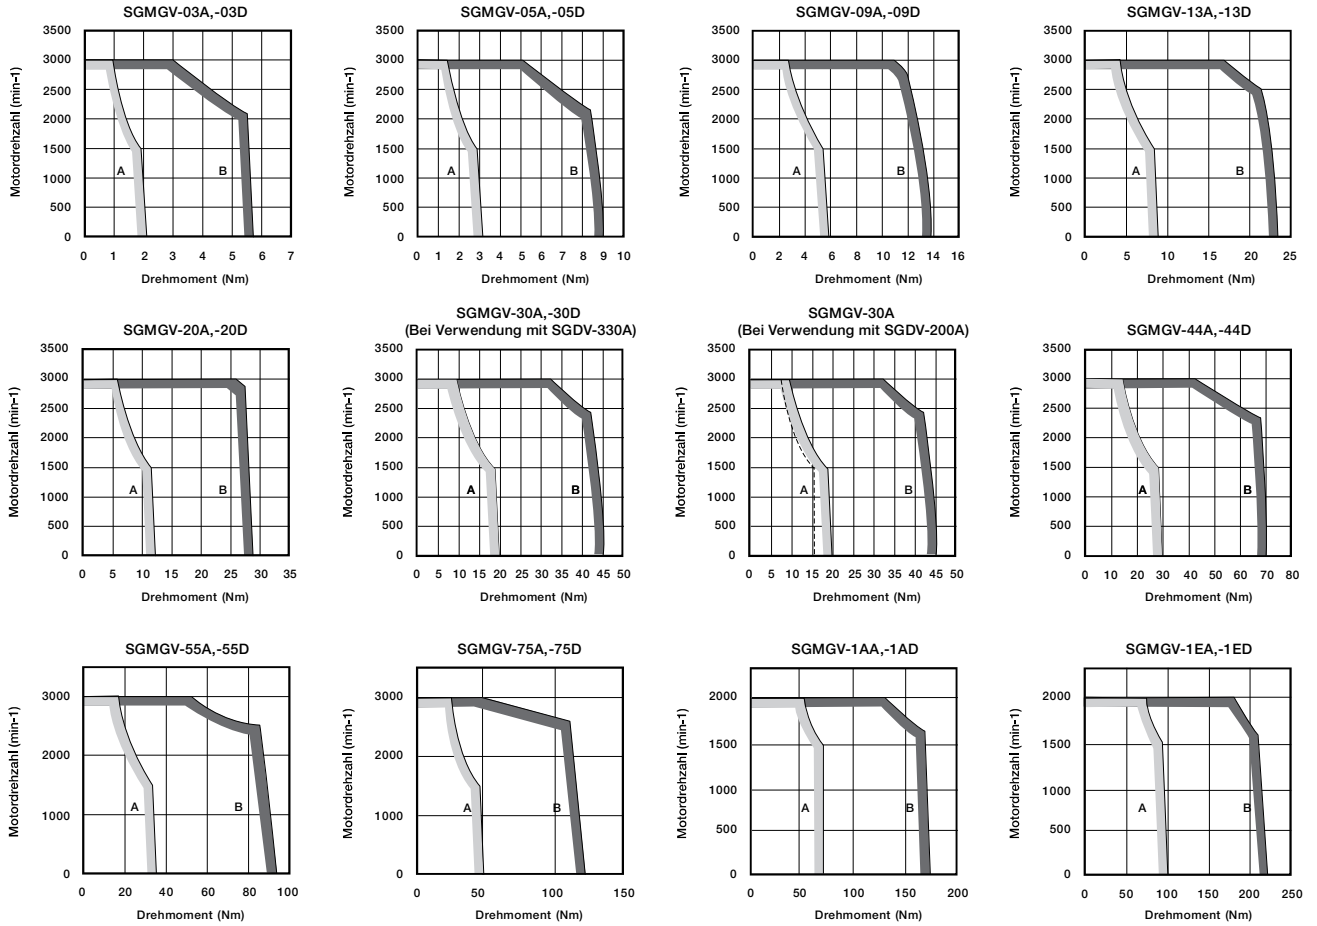 SGMGV-03A,-03D
3500
3000
2500
2000
1500
1000
500
0
Motordrehzahl (min-1)
A
B
0 1 2 3 4 5 6 7
Drehmoment (Nm)
SGMGV-05A,-05D
3500
3000
2500
2000
1500
1000
500
0
Motordrehzahl (min-1)
A
B
0 1 2 3 4 5 6 7 8 9 10
Drehmoment (Nm)
SGMGV-09A,-09D
3500
3000
2500
2000
1500
1000
500
0
Motordrehzahl (min-1)
A
B
0 2 4 6 8 10 12 14 16
Drehmoment (Nm)
SGMGV-13A,-13D
3500
3000
2500
2000
1500
1000
500
0
Motordrehzahl (min-1)
A
B
0 5 10 15 20 25
Drehmoment (Nm)
SGMGV-20A,-20D
3500
3000
2500
2000
1500
1000
500
0
Motordrehzahl (min-1)
A
B
0 5 10 15 20 25 30 35
Drehmoment (Nm)
SGMGV-30A,-30D
(Bei Verwendung mit SGDV-330A)
3500
3000
2500
2000
1500
1000
500
0
Motordrehzahl (min-1)
A
B
0 5 10 15 20 25 30 35 40 45 50
Drehmoment (Nm)
SGMGV-30A
(Bei Verwendung mit SGDV-200A)
3500
3000
2500
2000
1500
1000
500
0
Motordrehzahl (min-1)
A
B
0 5 10 15 20 25 30 35 40 45 50
Drehmoment (Nm)
SGMGV-44A,-44D
3500
3000
2500
2000
1500
1000
500
0
Motordrehzahl (min-1)
A
B
0 10 20 30 40 50 60 70 80
Drehmoment (Nm)
SGMGV-55A,-55D
3000
2000
1000
0
Motordrehzahl (min-1)
A
B
0 20 40 60 80 100
Drehmoment (Nm)
SGMGV-75A,-75D
3000
2000
1000
0
Motordrehzahl (min-1)
A
B
0 50 100 150
Drehmoment (Nm)
SGMGV-1AA,-1AD
2000
1500
1000
500
0
Motordrehzahl (min-1)
A
B
0 50 100 150 200
Drehmoment (Nm)
SGMGV-1EA,-1ED
2000
1500
1000
500
0
Motordrehzahl (min-1)
A
B
0 50 100 150 200 250
Drehmoment (Nm)